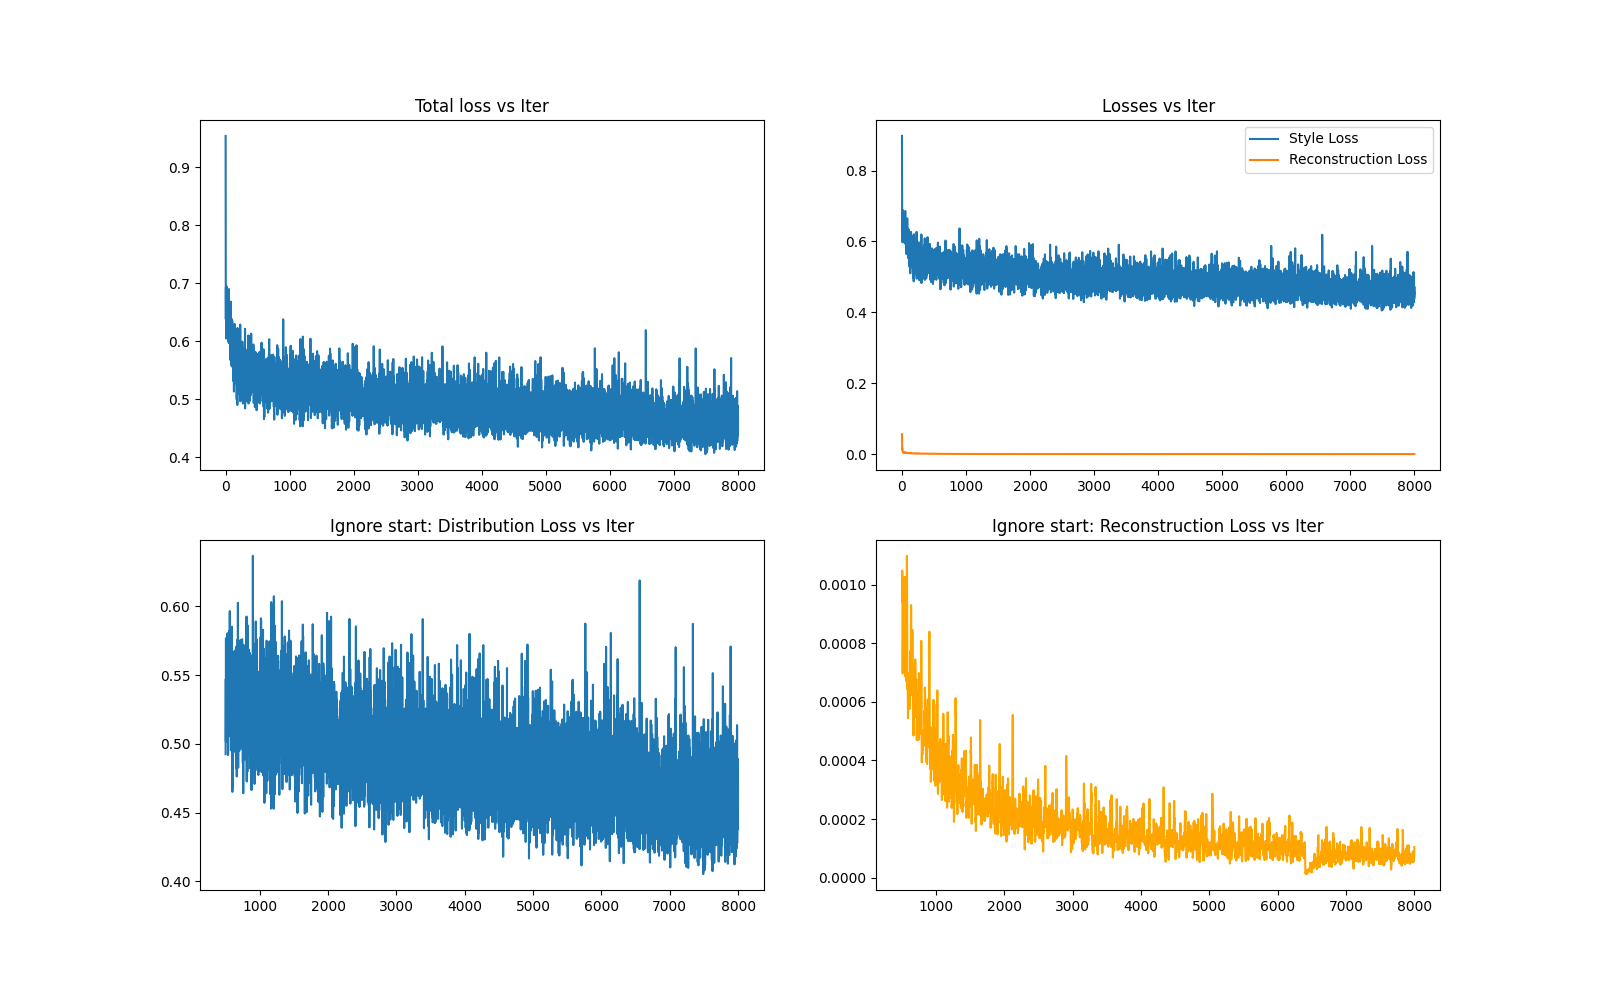 Total loss vs Iter
0.9
0.8
0.7
0.6
0.5
0.4
0 1000 2000 3000 4000 5000 6000 7000 8000
Losses vs Iter
Style Loss
Reconstruction Loss
0.8
0.6
0.4
0.2
0.0
0 1000 2000 3000 4000 5000 6000 7000 8000
Ignore start: Distribution Loss vs Iter
0.60
0.55
0.50
0.45
0.40
1000 2000 3000 4000 5000 6000 7000 8000
Ignore start: Reconstruction Loss vs Iter
0.0010
0.0008
0.0006
0.0004
0.0002
0.0000
1000 2000 3000 4000 5000 6000 7000 8000